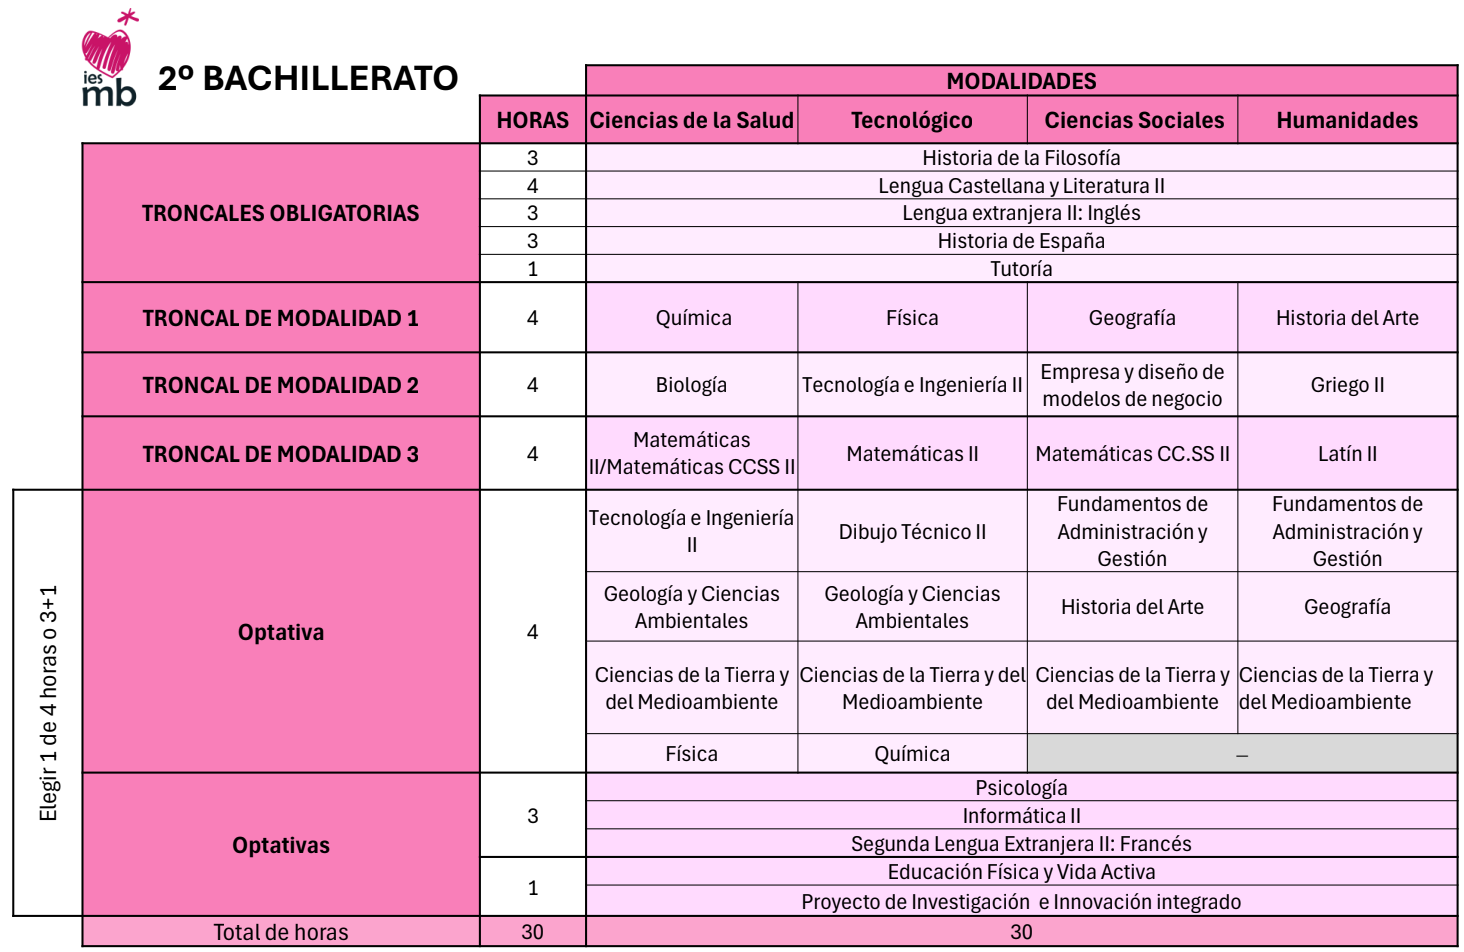 ies
mb
2º BACHILLERATO
MODALIDADES
HORAS
Ciencias de la Salud
Tecnológico
Ciencias Sociales
Humanidades
TRONCALES OBLIGATORIAS
3
Historia de la Filosofía
4
Lengua Castellana y Literatura II
3
Lengua extranjera II: Inglés
3
Historia de España
1
Tutoría
TRONCAL DE MODALIDAD 1
4
Química
Física
Geografía
Historia del Arte
TRONCAL DE MODALIDAD 2
4
Biología
Tecnología e Ingeniería II
Empresa y diseño de
modelos de negocio
Griego II
TRONCAL DE MODALIDAD 3
4
Matemáticas
II/Matemáticas CCSS II
Matemáticas II
Matemáticas CC.SS II
Latín II
Elegir 1 de 4 horas o 3+1
Optativa
4
Tecnología e Ingeniería
II
Dibujo Técnico II
Fundamentos de
Administración y
Gestión
Fundamentos de
Administración y
Gestión
Geología y Ciencias
Ambientales
Geología y Ciencias
Ambientales
Historia del Arte
Geografía
Ciencias de la Tierra y
del Medioambiente
Ciencias de la Tierra y del
Medioambiente
Ciencias de la Tierra y
del Medioambiente
Ciencias de la Tierra y
del Medioambiente
Física
Química
–
Optativas
3
Psicología
Informática II
Segunda Lengua Extranjera II: Francés
1
Educación Física y Vida Activa
Proyecto de Investigación e Innovación integrado
Total de horas
30
30